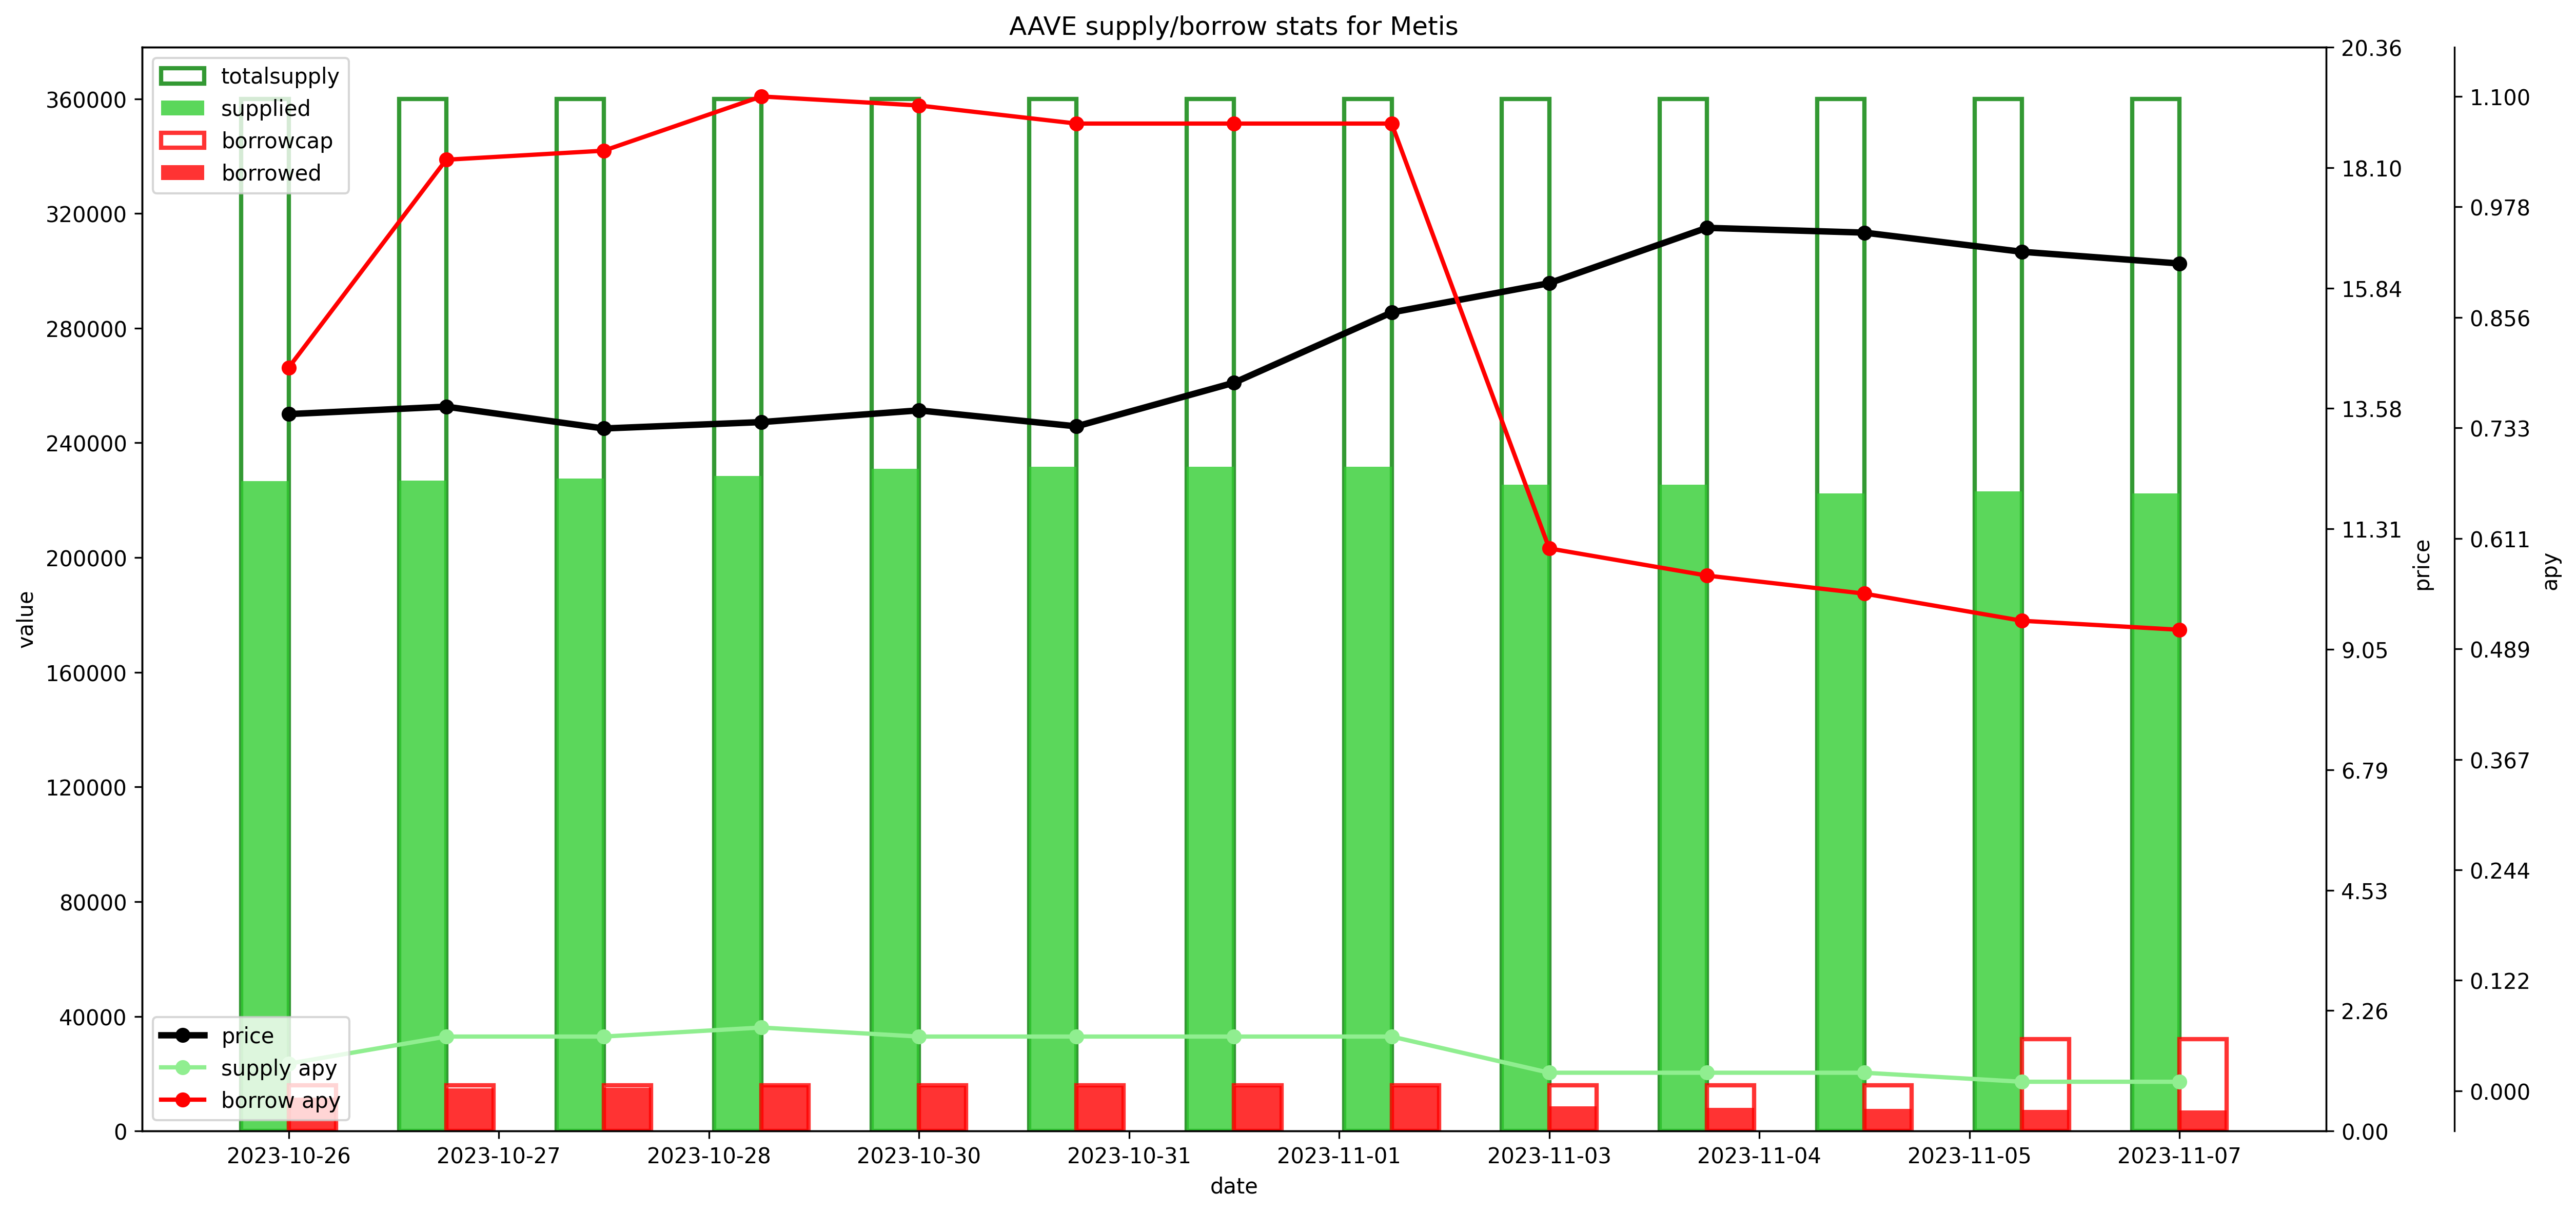 AAVE supply/borrow stats for Metis
totalsupply
supplied
borrowcap
borrowed
360000
320000
280000
240000
200000
160000
120000
80000
40000
0
value
price
supply apy
borrow apy
20.36
18.10
15.84
13.58
11.31
9.05
6.79
4.53
2.26
0.00
price
1.100
0.978
0.856
0.733
0.611
0.489
0.367
0.244
0.122
0.000
apy
2023-10-26 2023-10-27 2023-10-28 2023-10-30 2023-10-31 2023-11-01 2023-11-03 2023-11-04 2023-11-05 2023-11-07
date